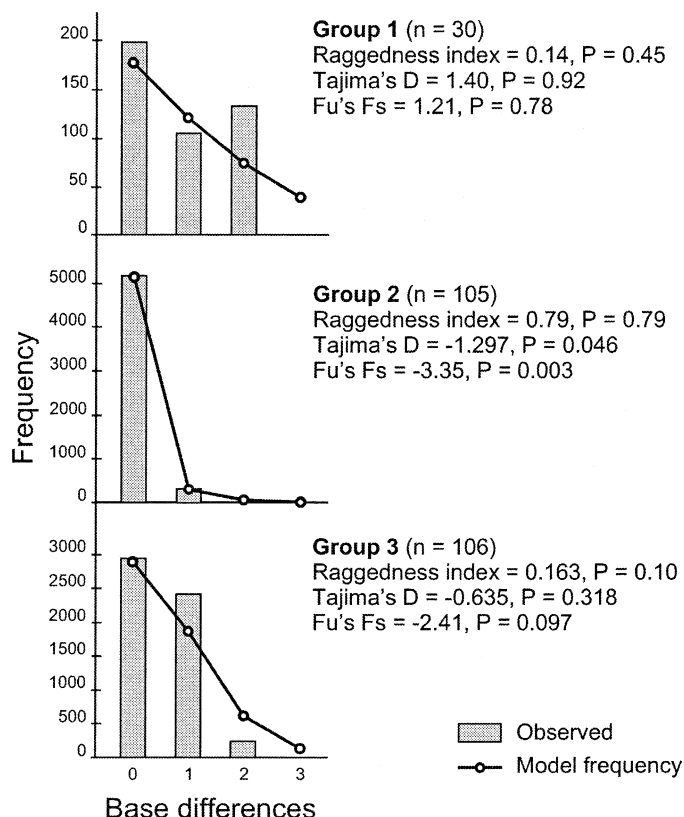 Group 1 (n = 30)
Raggedness index = 0.14, P = 0.45
Tajima's D = 1.40, P = 0.92
Fu's Fs = 1.21, P = 0.78
200
150
100
50
0
Group 2 (n = 105)
Raggedness index = 0.79, P = 0.79
Tajima's D = -1.297, P = 0.046
Fu's Fs = -3.35, P = 0.003
5000
4000
3000
2000
1000
0
Frequency
Group 3 (n = 106)
Raggedness index = 0.163, P = 0.10
Tajima's D = -0.635, P = 0.318
Fu's Fs = -2.41, P = 0.097
3000
2500
2000
1500
1000
500
0
Observed
Model frequency
0 1 2 3
Base differences